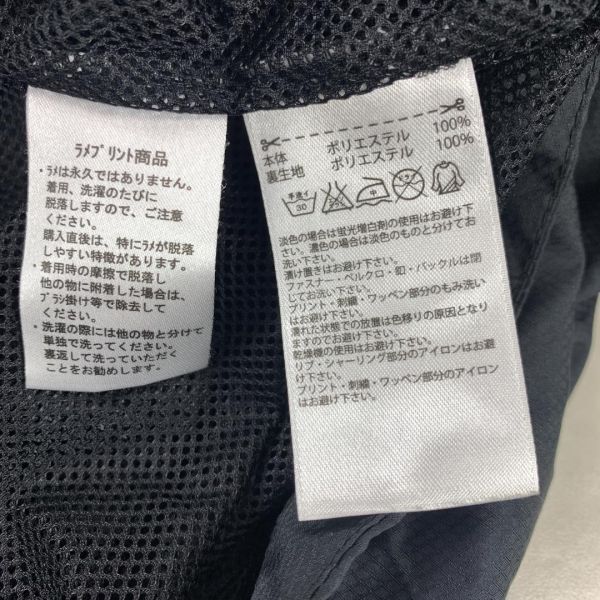 ラメプリント商品
・ラメは永久ではありません。
着用、洗濯のたびに
脱落しますので、ご注意
ください。
購入直後は、特にラメが脱落
しやすい特徴があります。
・着用時の摩擦で脱落し
他の物に附着した場合は、
ブラシ掛け等で除去して
ください。
・洗濯の際には他の物と分けて
単独で洗ってください。
裏返して洗っていただく
ことをお勧めします。
本体 ポリエステル 100%
裏生地 ポリエステル 100%
手洗イ
30
中
淡色の場合は蛍光増白剤の使用はお避け下
さい。濃色の場合は淡色のものと分けてお
洗い下さい。
漬け置きはお避け下さい。
ファスナー・ベルクロ・釦・バックルは閉
じてお洗い下さい。
プリント・刺繍・ワッペン部分のもみ洗い
はお避け下さい。
濡れた状態での放置は色移りの原因となり
ますのでお避け下さい。
乾燥機の使用はお避け下さい。
リブ・シャーリング部分のアイロンはお避
け下さい。
プリント・刺繍・ワッペン部分のアイロン
はお避け下さい。